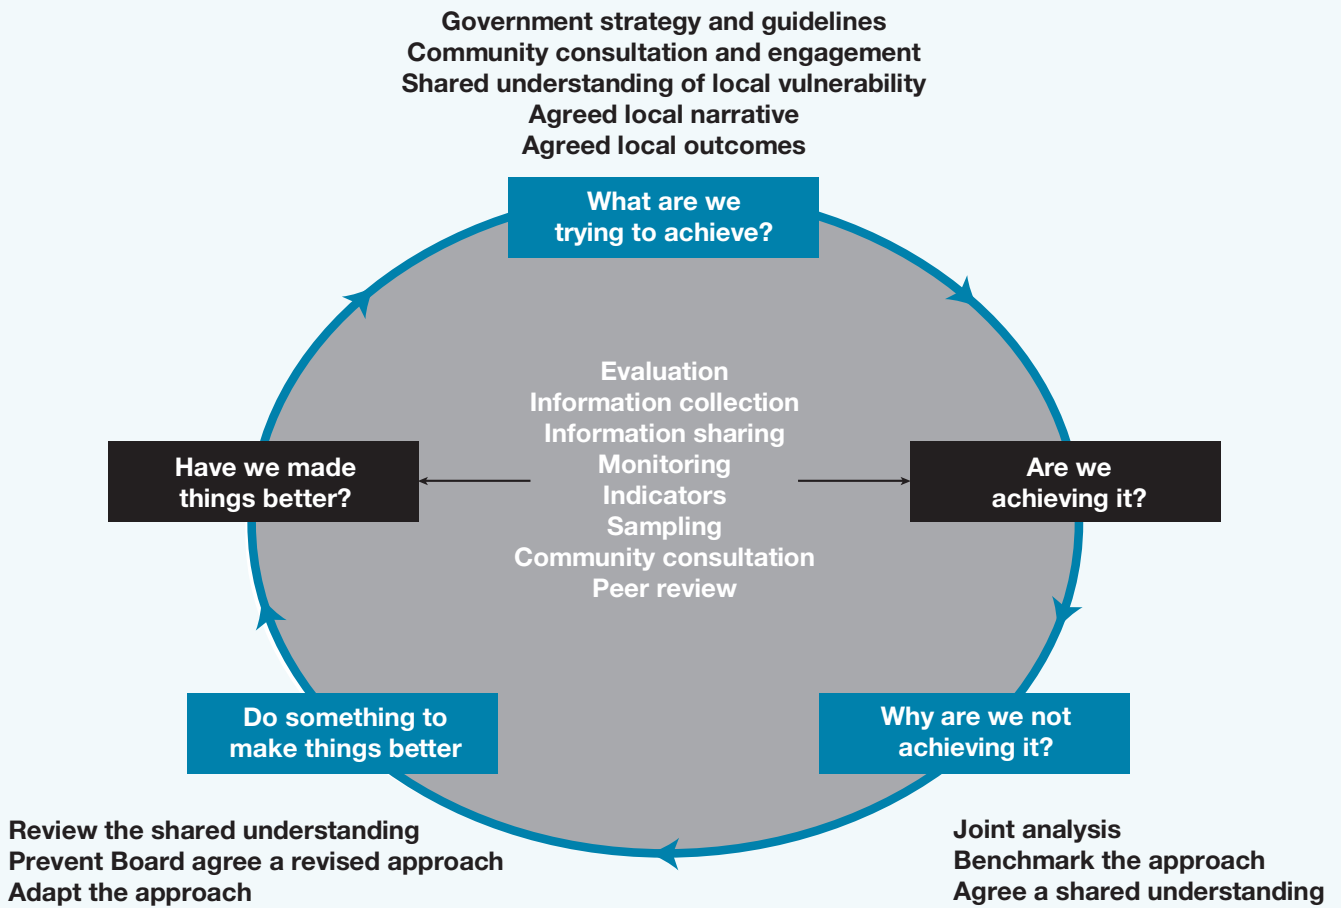 Government strategy and guidelines
Community consultation and engagement
Shared understanding of local vulnerability
Agreed local narrative
Agreed local outcomes
What are we
trying to achieve?
Evaluation
Information collection
Information sharing
Monitoring
Indicators
Sampling
Community consultation
Peer review
Have we made
things better?
Are we
achieving it?
Do something to
make things better
Why are we not
achieving it?
Review the shared understanding
Prevent Board agree a revised approach
Adapt the approach
Joint analysis
Benchmark the approach
Agree a shared understanding